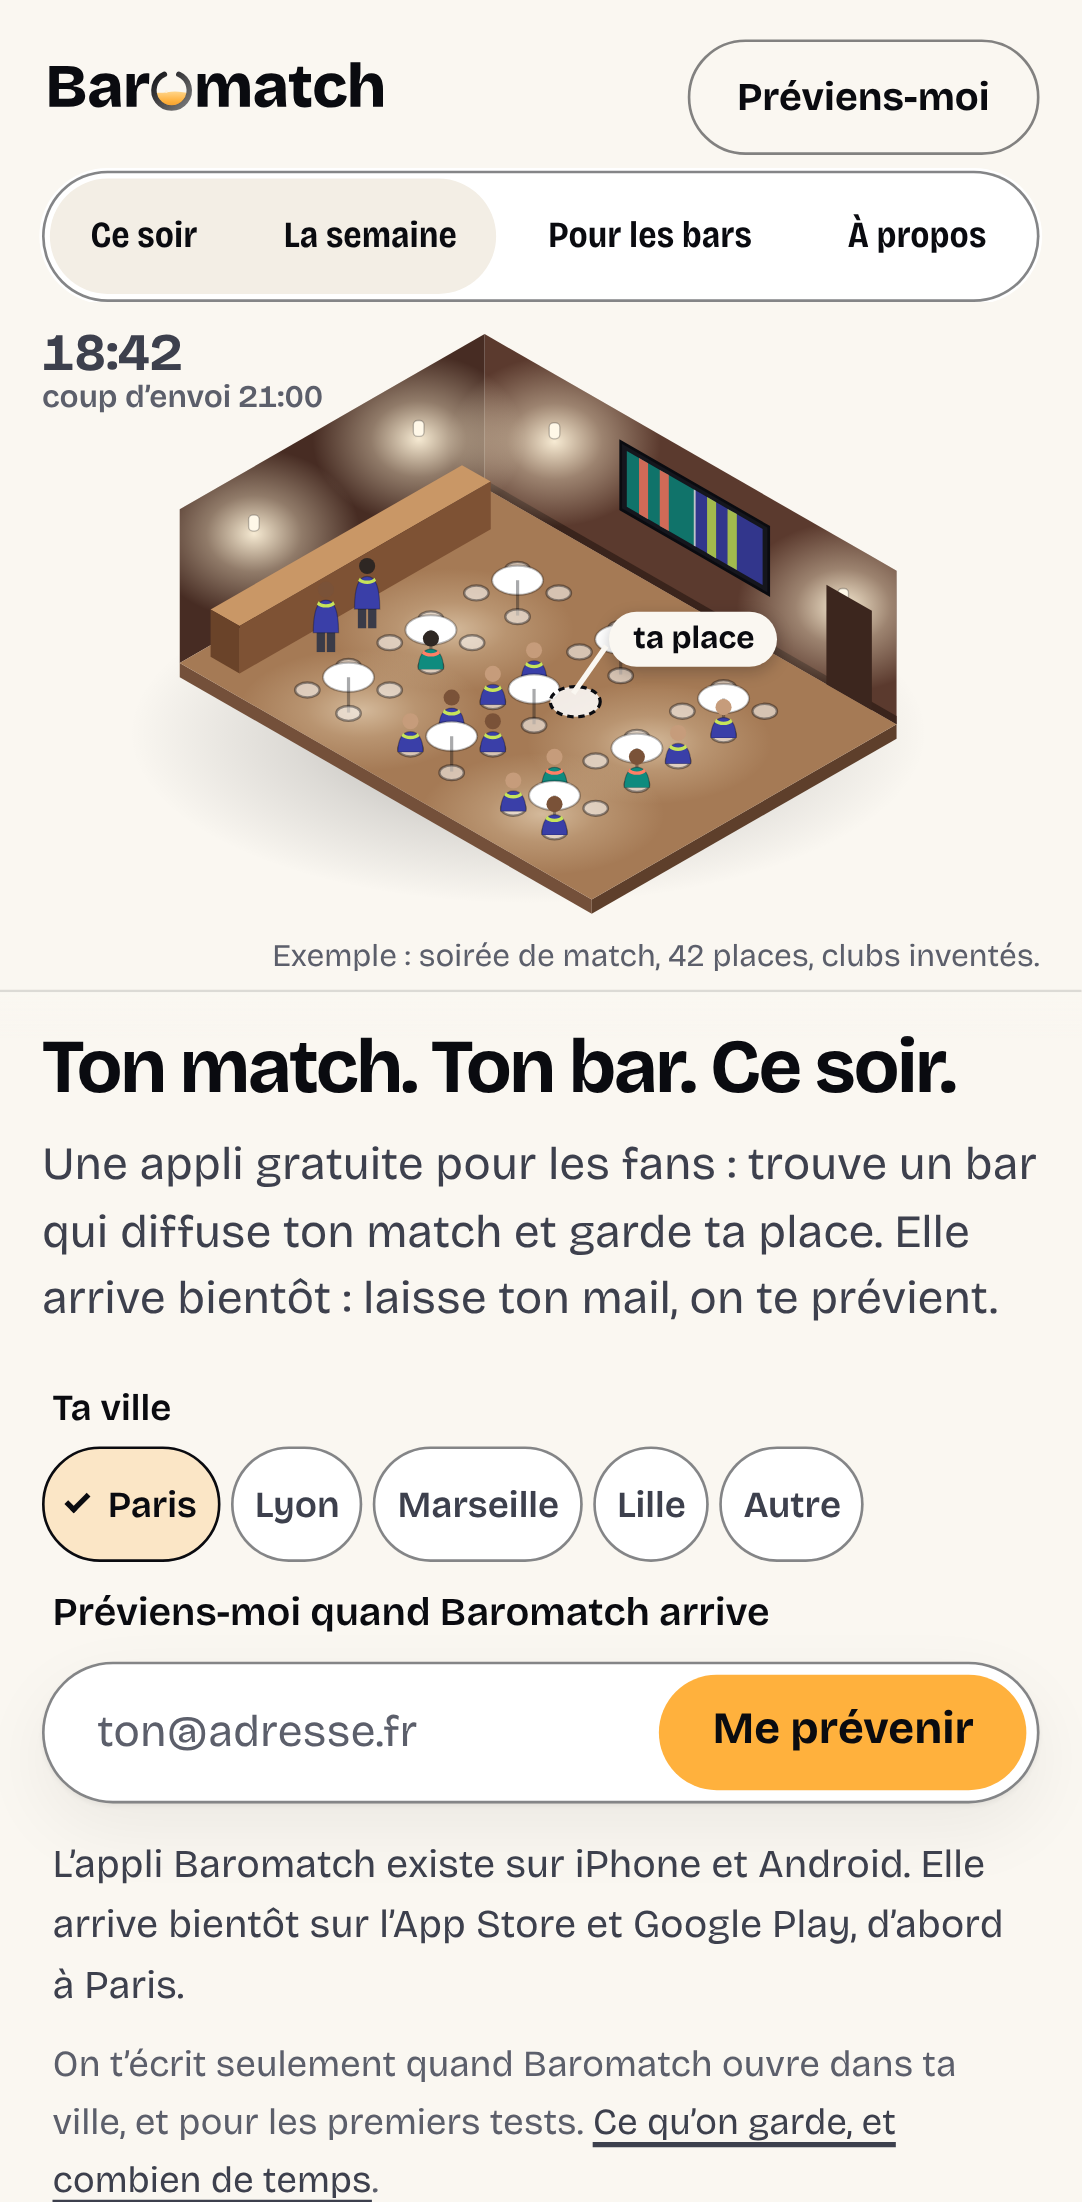 Baromatch
Préviens-moi
Ce soir
La semaine
Pour les bars
À propos
18:42
coup d’envoi 21:00
ta place
Exemple : soirée de match, 42 places, clubs inventés.
Ton match. Ton bar. Ce soir.
Une appli gratuite pour les fans : trouve un bar
qui diffuse ton match et garde ta place. Elle
arrive bientôt : laisse ton mail, on te prévient.
Ta ville
Paris
Lyon
Marseille
Lille
Autre
Préviens-moi quand Baromatch arrive
ton@adresse.fr
Me prévenir
L’appli Baromatch existe sur iPhone et Android. Elle
arrive bientôt sur l’App Store et Google Play, d’abord
à Paris.
On t’écrit seulement quand Baromatch ouvre dans ta
ville, et pour les premiers tests. Ce qu’on garde, et
combien de temps.